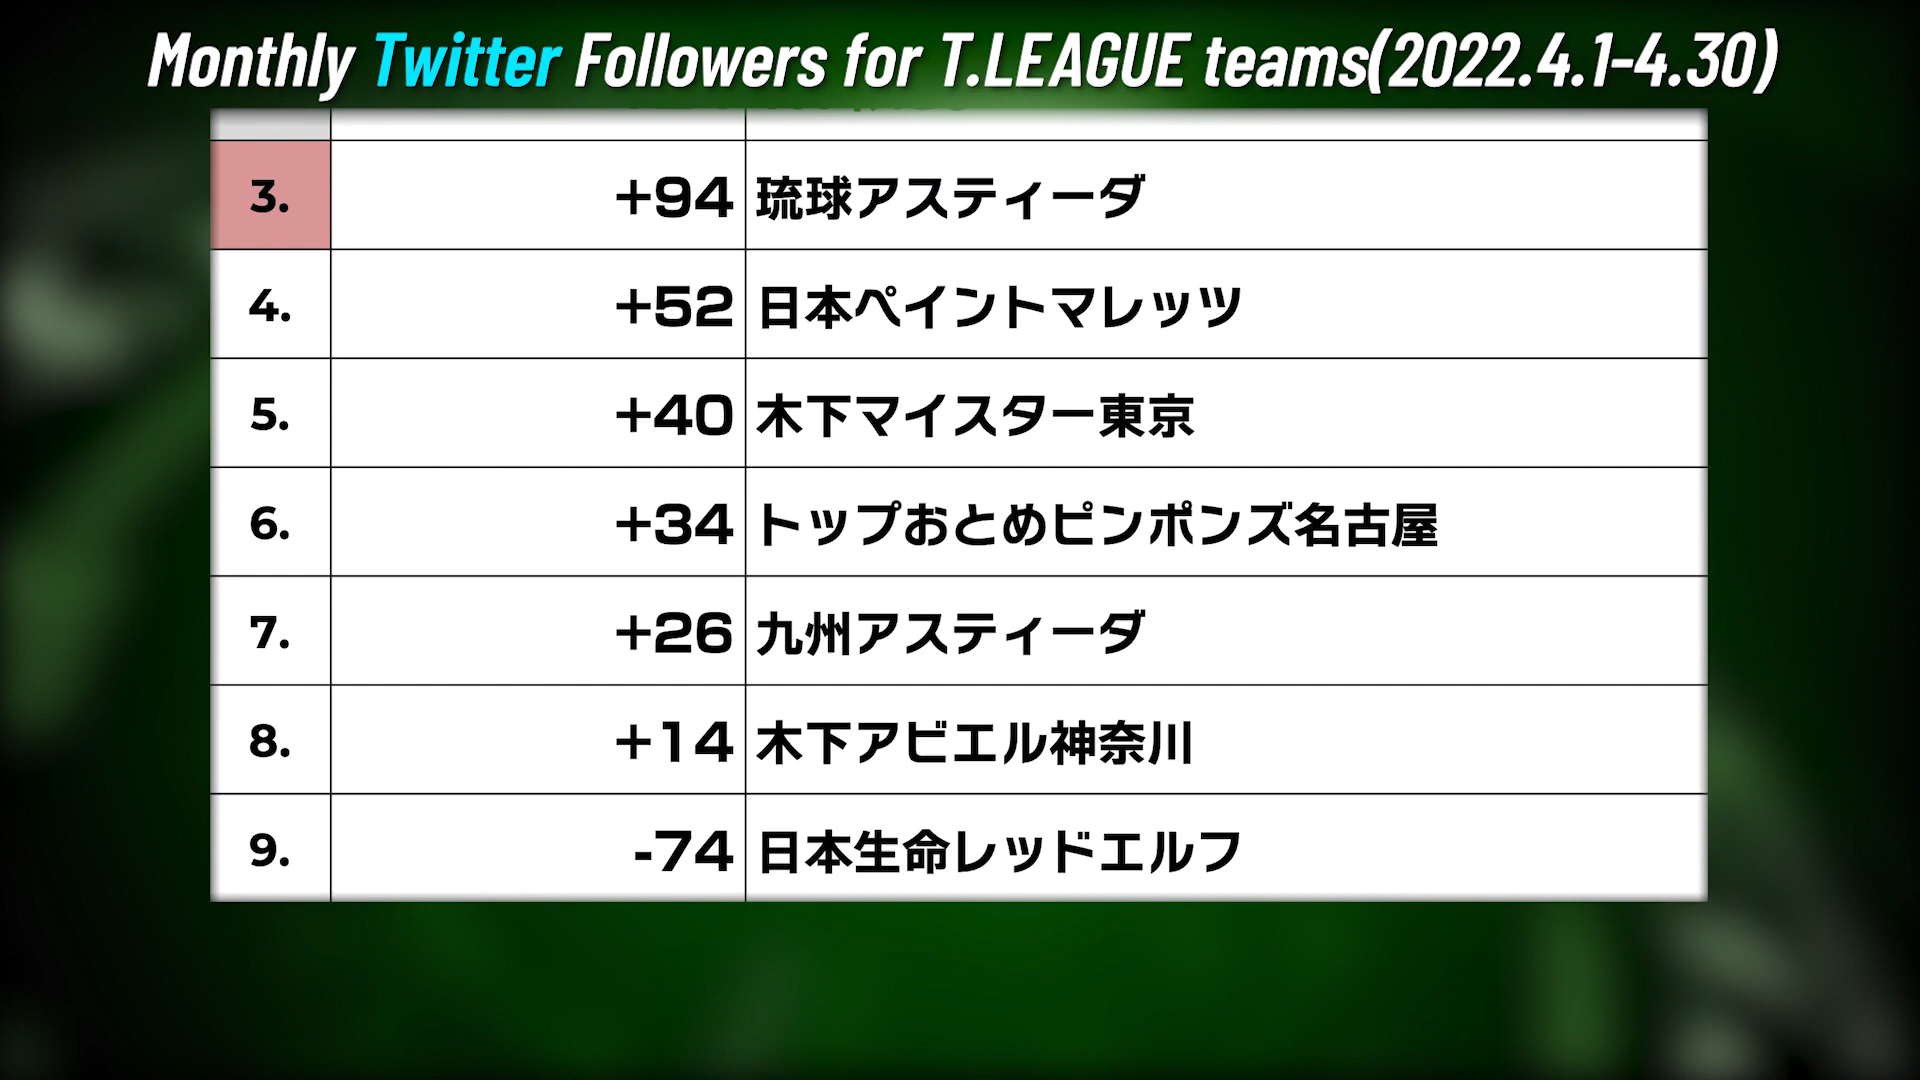 Monthly Twitter Followers for T.LEAGUE teams(2022.4.1-4.30)
3. +94 琉球アスティーダ
4. +52 日本ペイントマレッツ
5. +40 木下マイスター東京
6. +34 トップおとめピンポンズ名古屋
7. +26 九州アスティーダ
8. +14 木下アビエル神奈川
9. -74 日本生命レッドエルフ